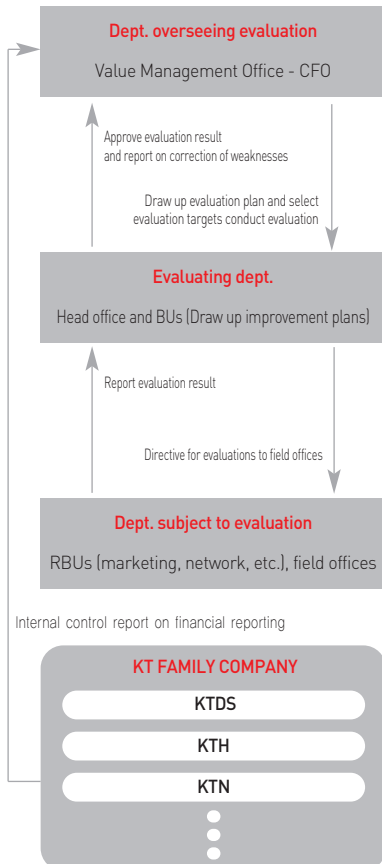 Dept. overseeing evaluation
Value Management Office - CFO
Approve evaluation result
and report on correction of weaknesses
Draw up evaluation plan and select
evaluation targets conduct evaluation
Evaluating dept.
Head office and BUs (Draw up improvement plans)
Report evaluation result
Directive for evaluations to field offices
Dept. subject to evaluation
RBUs (marketing, network, etc.), field offices
Internal control report on financial reporting
KT FAMILY COMPANY
KTDS
KTH
KTN